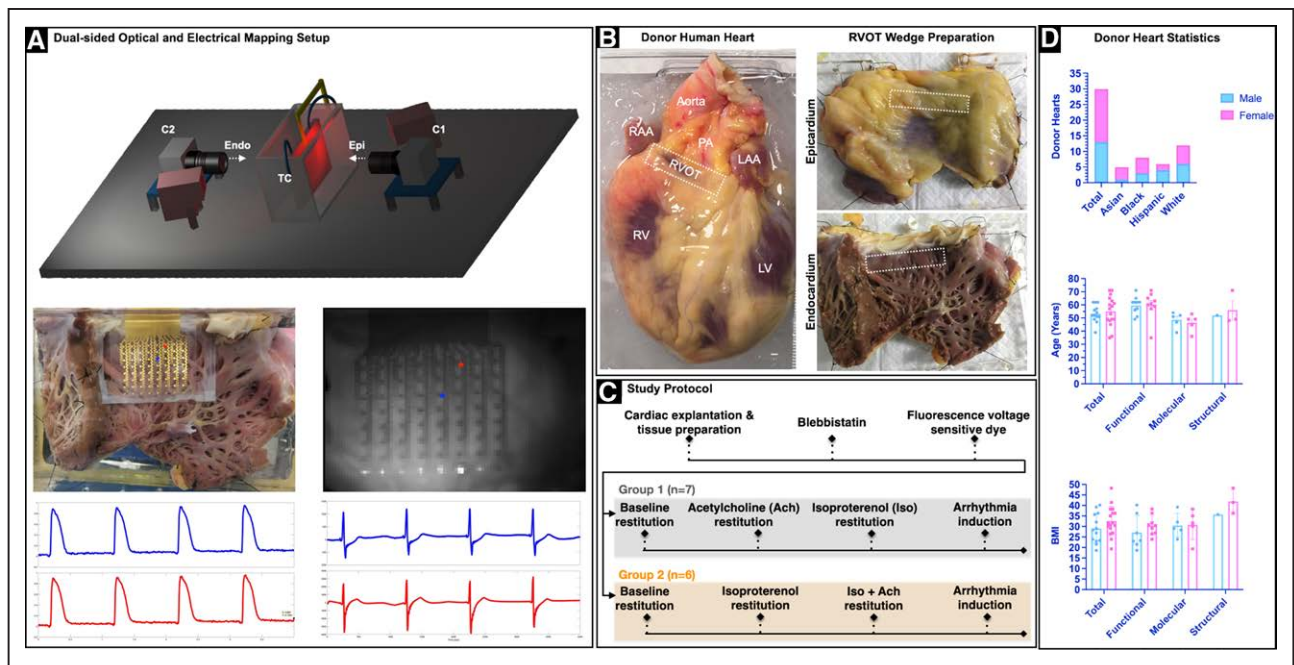 A Dual-sided Optical and Electrical Mapping Setup
C2
Endo
TC
Epi
C1
B Donor Human Heart
RVOT Wedge Preparation
Aorta
RAA
PA
LAA
RVOT
RV
LV
Epicardium
Endocardium
C Study Protocol
Cardiac explantation &
tissue preparation
Blebbistatin
Fluorescence voltage
sensitive dye
Group 1 (n=7)
Baseline
restitution
Acetylcholine (Ach)
restitution
Isoproterenol (Iso)
restitution
Arrhythmia
induction
Group 2 (n=6)
Baseline
restitution
Isoproterenol
restitution
Iso + Ach
restitution
Arrhythmia
induction
D Donor Heart Statistics
Donor Hearts
35
30
25
20
15
10
5
0
Male
Female
Total
Asian
Black
Hispanic
White
Age (Years)
80
70
60
50
40
30
20
10
0
Total
Functional
Molecular
Structural
BMI
50
45
40
35
30
25
20
15
10
5
0
Total
Functional
Molecular
Structural